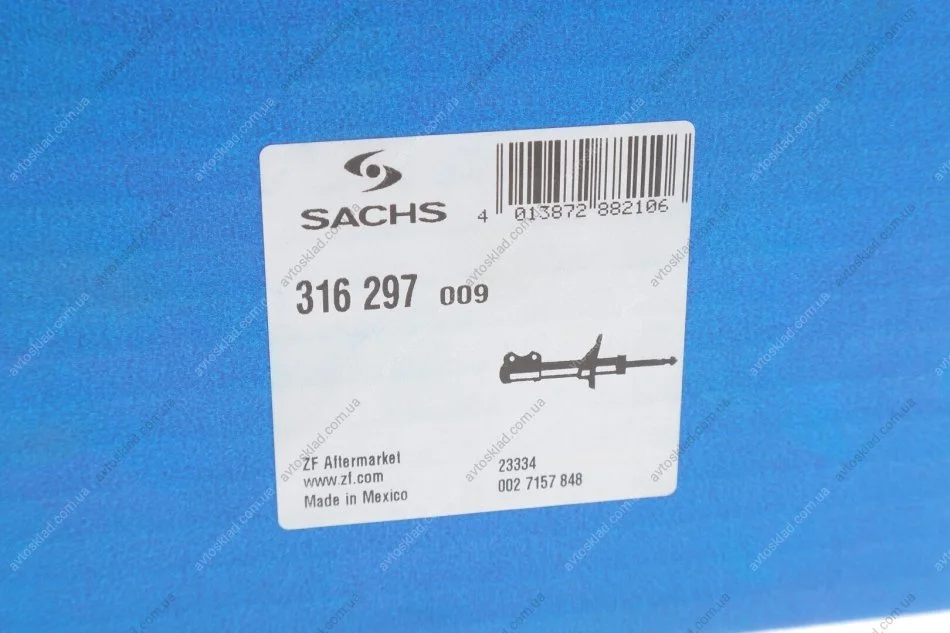 SACHS
4 013872 882106
316 297 009
ZF Aftermarket
www.zf.com
Made in Mexico
23334
002 7157 848
avtosklad.com.ua